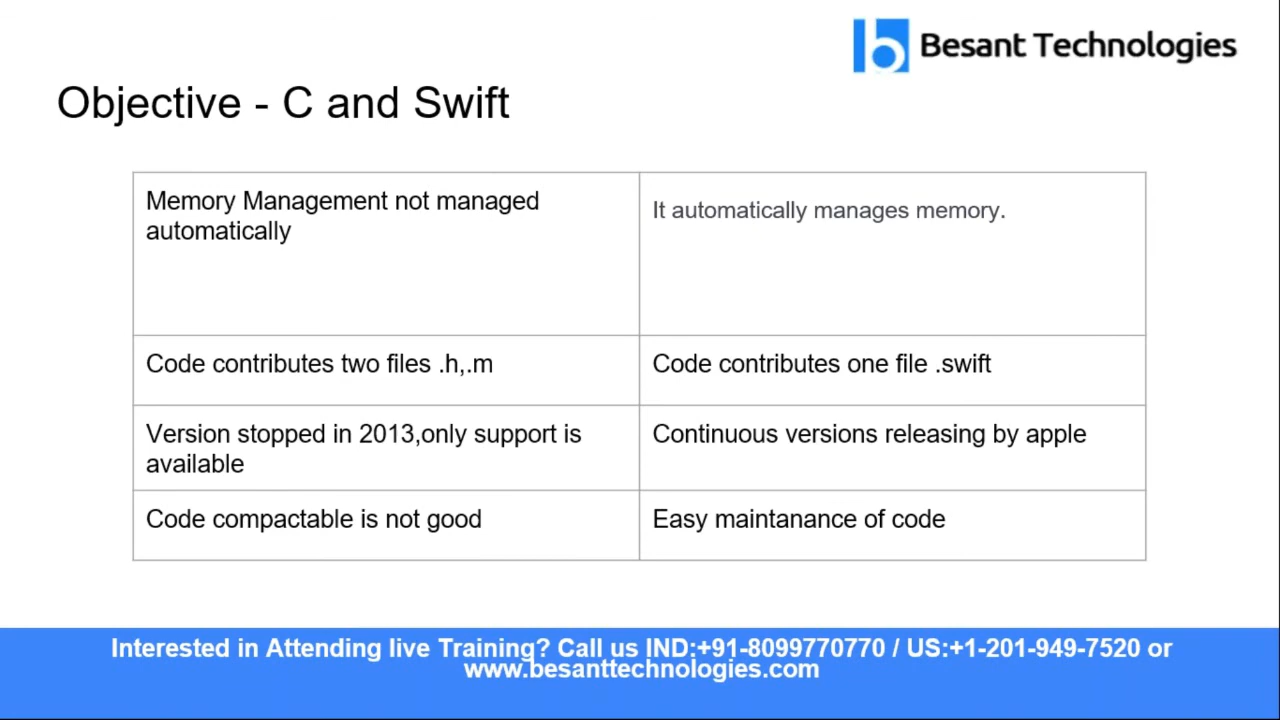 Besant Technologies
Objective - C and Swift
Memory Management not managed
automatically
It automatically manages memory.
Code contributes two files .h,.m
Code contributes one file .swift
Version stopped in 2013,only support is
available
Continuous versions releasing by apple
Code compactable is not good
Easy maintanance of code
Interested in Attending live Training? Call us IND:+91-8099770770 / US:+1-201-949-7520 or
www.besanttechnologies.com